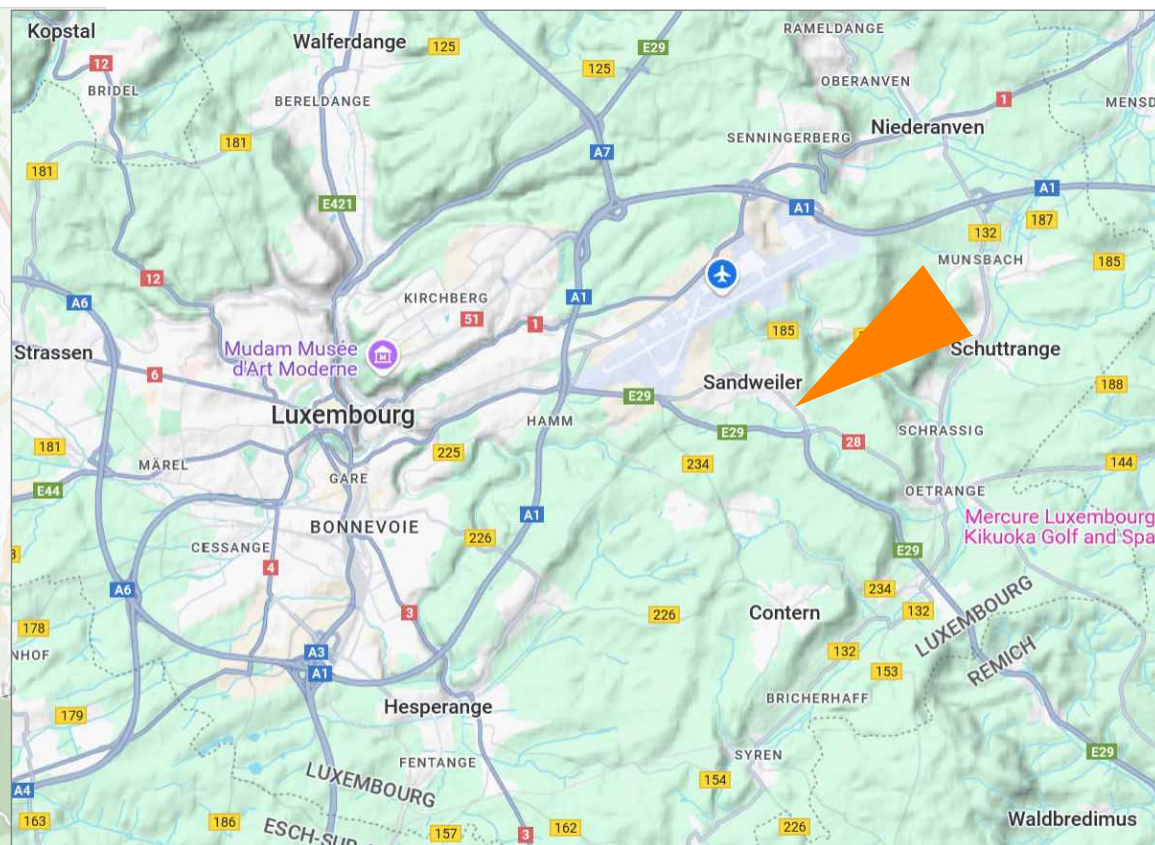 Kopstal
Walferdange
125
E29
RAMELDANGE
12
BRIDEL
125
OBERANVEN
BERELDANGE
1
181
181
A7
SENNINGERBERG
Niederanven
E421
A1
A1
187
132
MUNSBACH
185
12
A6
KIRCHBERG
51
A1
1
185
Strassen
Mudam Musée
d'Art Moderne
6
Sandweiler
Schuttrange
188
E29
Luxembourg
HAMM
E29
28
SCHRASSIG
181
MÄREL
225
234
144
E44
GARE
OETRANGE
BONNEVOIE
A1
Mercure Luxembourg
Kikuoka Golf and Spa
226
CESSANGE
E29
4
A6
234
3
226
Contern
132
LUXEMBOURG
178
A3
A1
132
153
REMICH
BRICHERHAFF
179
Hesperange
SYREN
E29
FENTANGE
154
LUXEMBOURG
A4
163
186
157
3
162
226
Waldbredimus